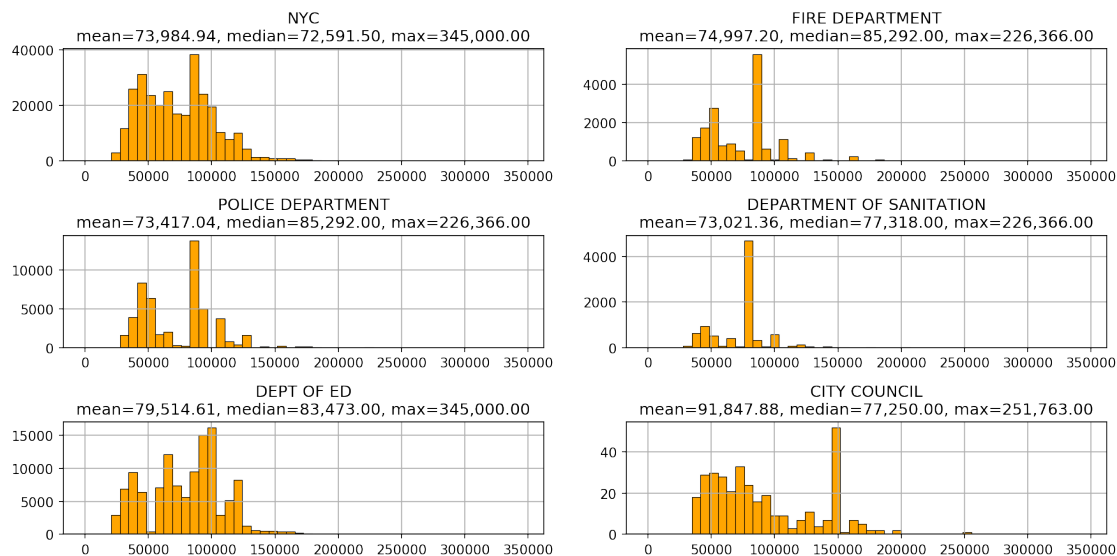 NYC
mean=73,984.94, median=72,591.50, max=345,000.00
40000
20000
0
0 50000 100000 150000 200000 250000 300000 350000
FIRE DEPARTMENT
mean=74,997.20, median=85,292.00, max=226,366.00
4000
2000
0
0 50000 100000 150000 200000 250000 300000 350000
POLICE DEPARTMENT
mean=73,417.04, median=85,292.00, max=226,366.00
10000
5000
0
0 50000 100000 150000 200000 250000 300000 350000
DEPARTMENT OF SANITATION
mean=73,021.36, median=77,318.00, max=226,366.00
4000
2000
0
0 50000 100000 150000 200000 250000 300000 350000
DEPT OF ED
mean=79,514.61, median=83,473.00, max=345,000.00
15000
10000
5000
0
0 50000 100000 150000 200000 250000 300000 350000
CITY COUNCIL
mean=91,847.88, median=77,250.00, max=251,763.00
40
20
0
0 50000 100000 150000 200000 250000 300000 350000